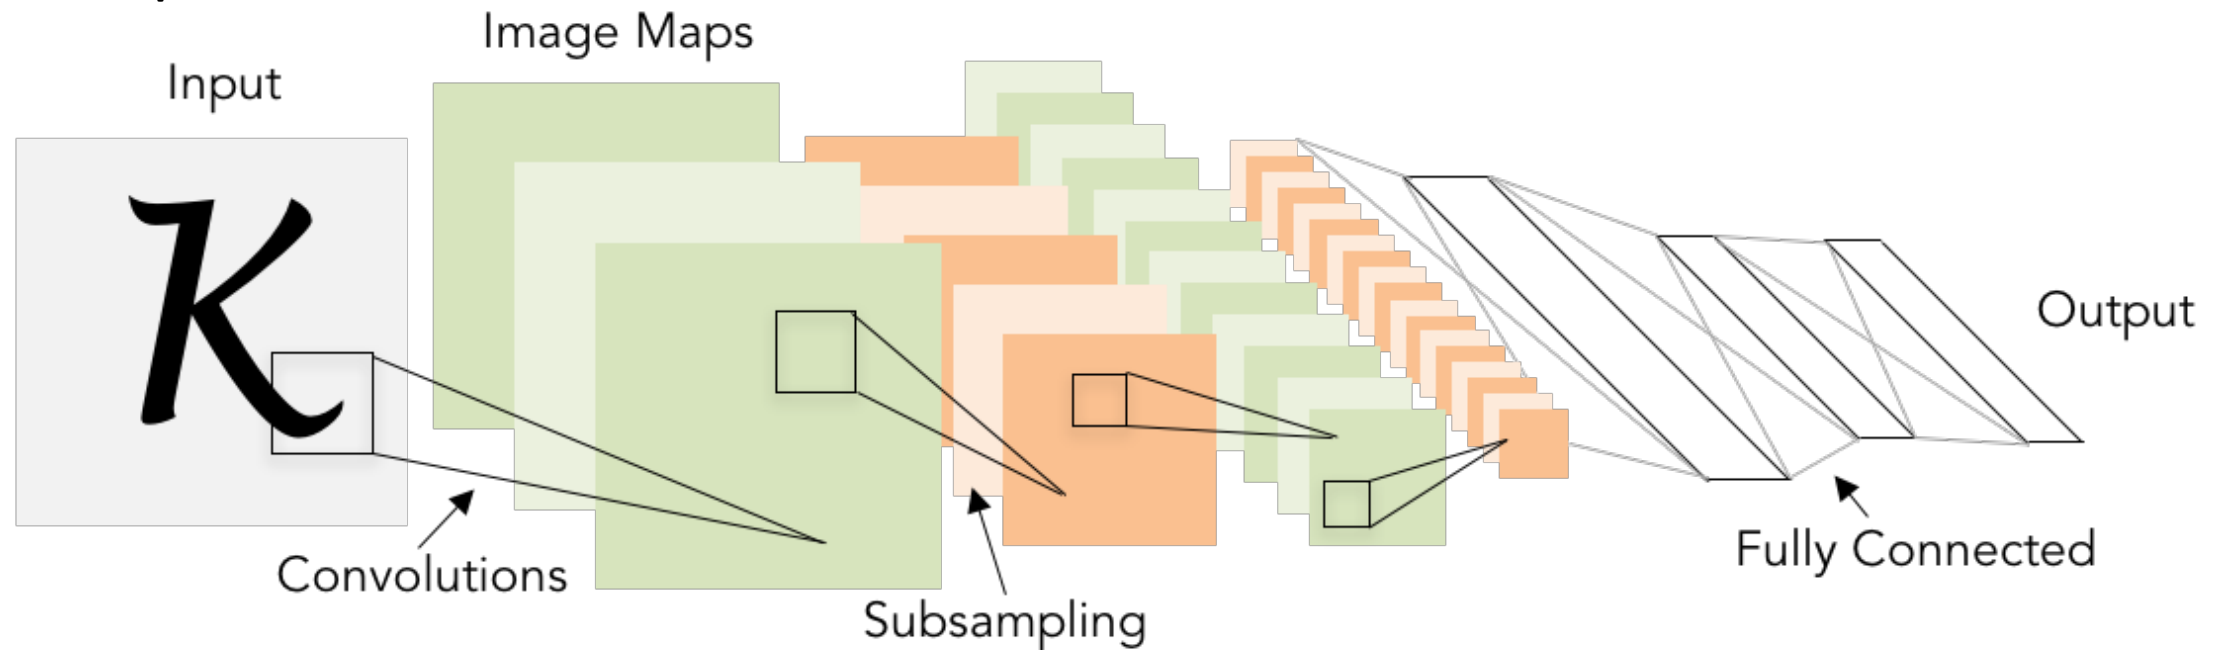 Image Maps
Input
K
Output
Convolutions
Fully Connected
Subsampling